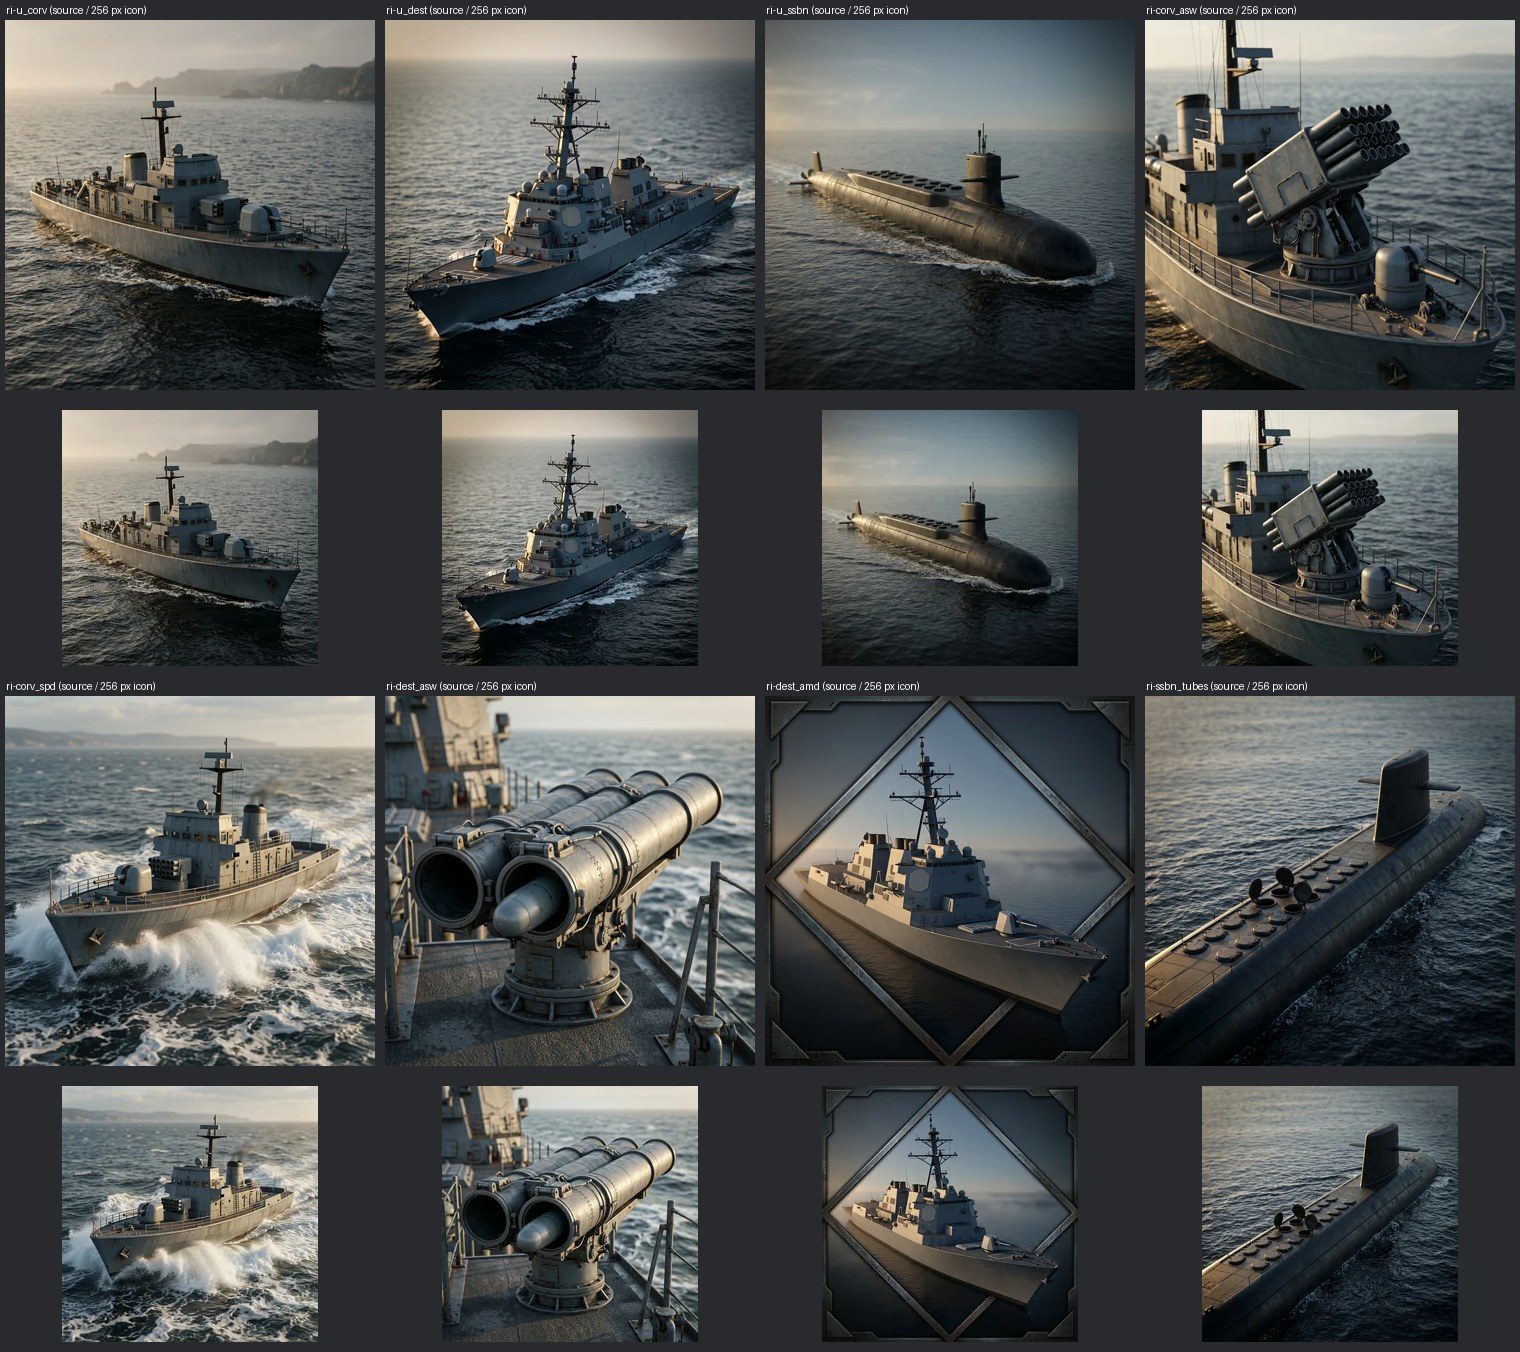 ri-u_corv (source / 256 px icon)
ri-u_dest (source / 256 px icon)
ri-u_ssbn (source / 256 px icon)
ri-corv_asw (source / 256 px icon)
ri-corv_spd (source / 256 px icon)
ri-dest_asw (source / 256 px icon)
ri-dest_amd (source / 256 px icon)
ri-ssbn_tubes (source / 256 px icon)